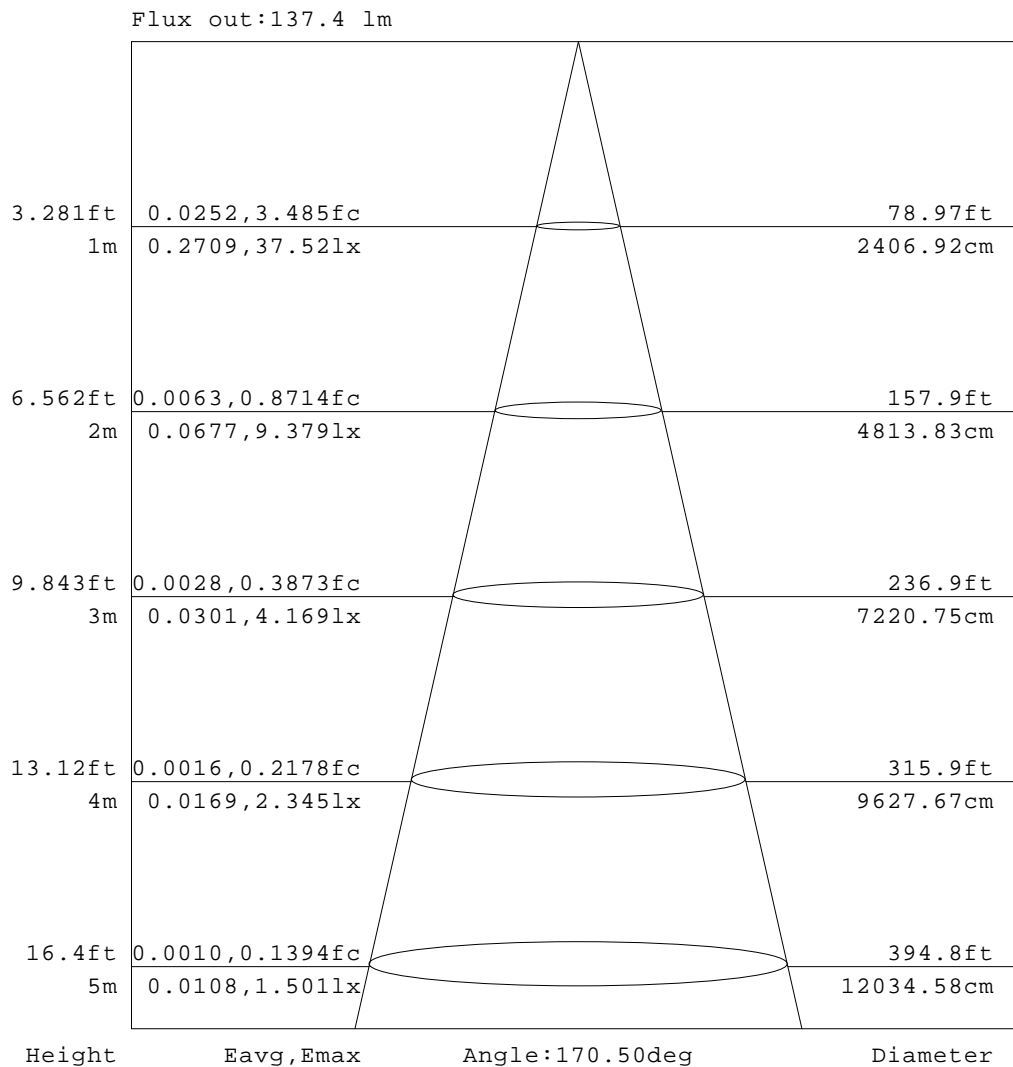 Flux out:137.4 lm
3.281ft 0.0252,3.485fc 78.97ft
1m 0.2709,37.52lx 2406.92cm
6.562ft 0.0063,0.8714fc 157.9ft
2m 0.0677,9.379lx 4813.83cm
9.843ft 0.0028,0.3873fc 236.9ft
3m 0.0301,4.169lx 7220.75cm
13.12ft 0.0016,0.2178fc 315.9ft
4m 0.0169,2.345lx 9627.67cm
16.4ft 0.0010,0.1394fc 394.8ft
5m 0.0108,1.501lx 12034.58cm
Height Eavg,Emax Angle:170.50deg Diameter